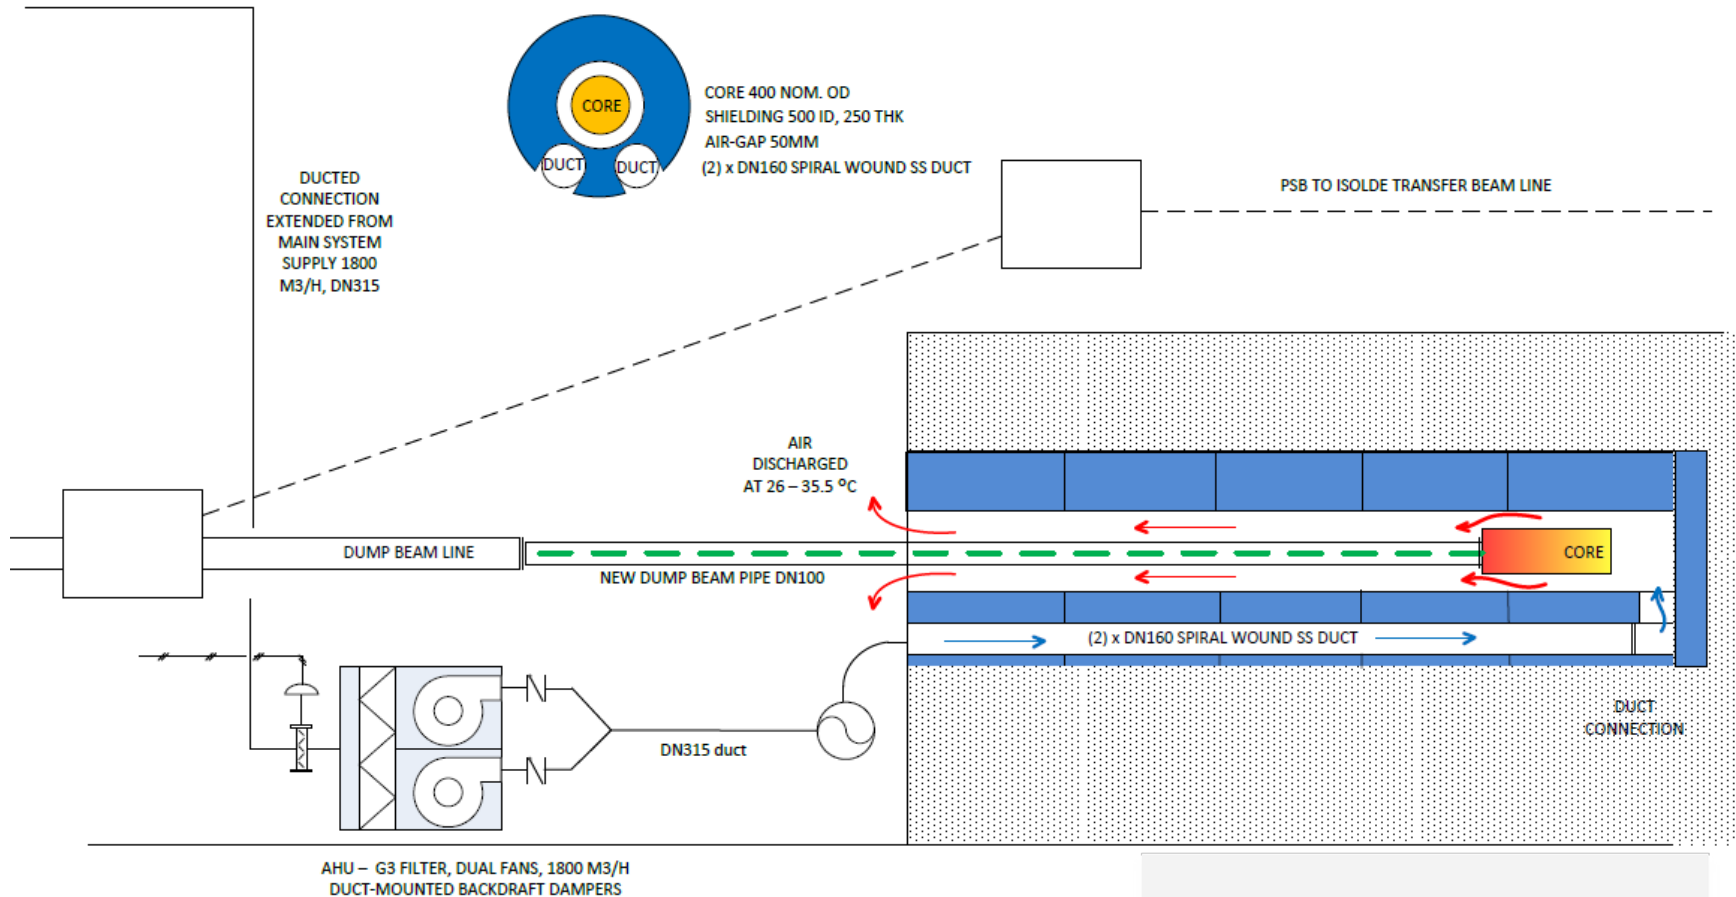 CORE
DUCT
DUCT
CORE 400 NOM. OD
SHIELDING 500 ID, 250 THK
AIR-GAP 50MM
(2) x DN160 SPIRAL WOUND SS DUCT
DUCTED
CONNECTION
EXTENDED FROM
MAIN SYSTEM
SUPPLY 1800
M3/H, DN315
PSB TO ISOLDE TRANSFER BEAM LINE
AIR
DISCHARGED
AT 26 – 35.5 ºC
DUMP BEAM LINE
NEW DUMP BEAM PIPE DN100
CORE
(2) x DN160 SPIRAL WOUND SS DUCT
DUCT
CONNECTION
DN315 duct
AHU – G3 FILTER, DUAL FANS, 1800 M3/H
DUCT-MOUNTED BACKDRAFT DAMPERS